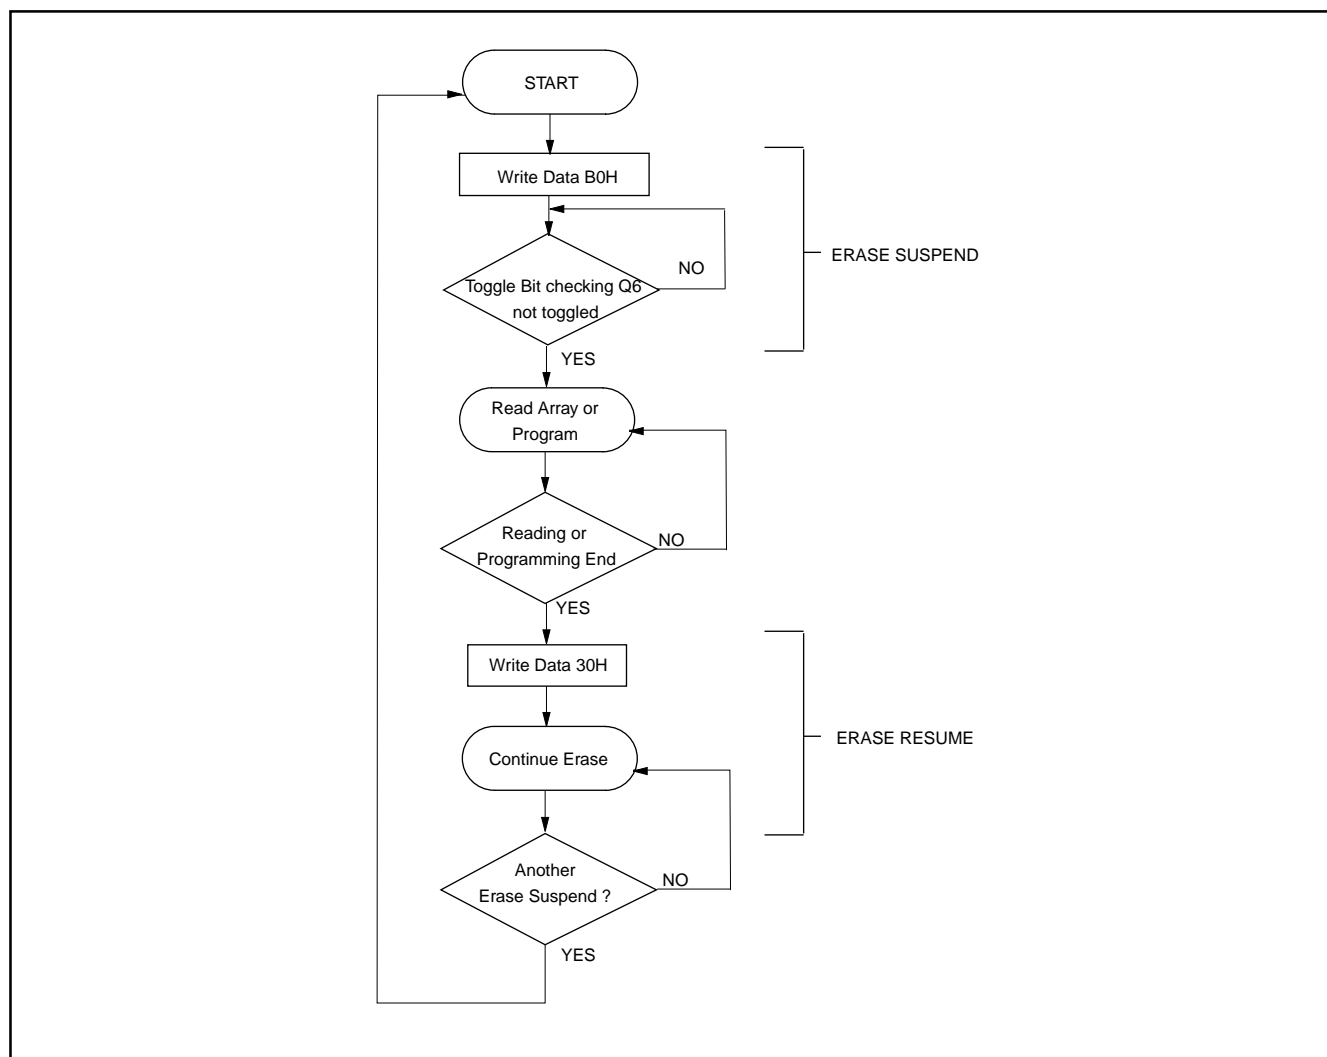 START
Write Data B0H
ERASE SUSPEND
NO
Toggle Bit checking Q6
not toggled
YES
Read Array or
Program
Reading or
NO
Programming End
YES
Write Data 30H
ERASE RESUME
Continue Erase
Another
NO
Erase Suspend ?
YES